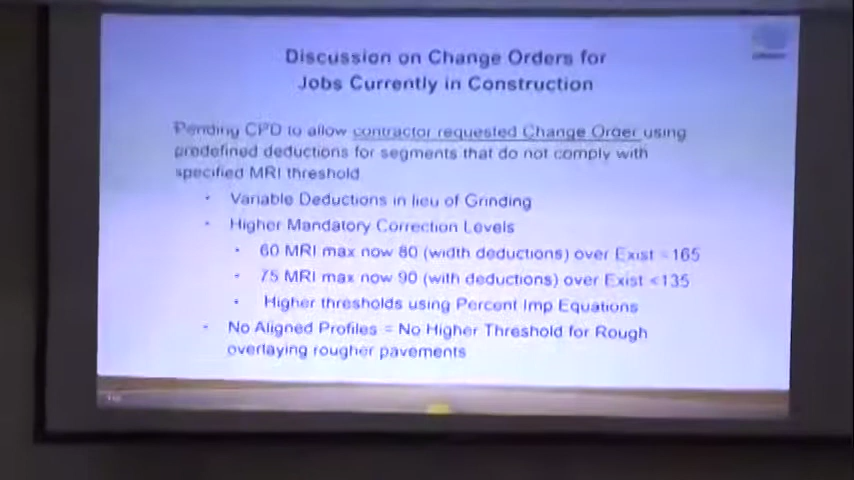 Discussion on Change Orders for
Jobs Currently in Construction
Pending CPD to allow contractor requested Change Order using
predefined deductions for segments that do not comply with
specified MRI threshold
• Variable Deductions in lieu of Grinding
• Higher Mandatory Correction Levels
• 60 MRI max now 80 (width deductions) over Exist 165
• 75 MRI max now 90 (with deductions) over Exist <135
• Higher thresholds using Percent Imp Equations
• No Aligned Profiles = No Higher Threshold for Rough
overlaying rougher pavements